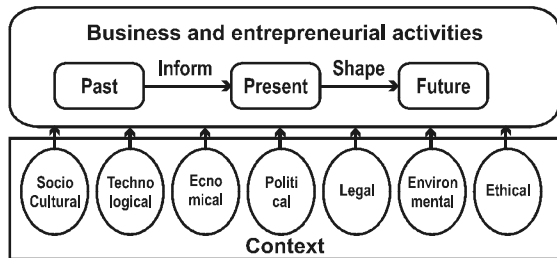 Business and entrepreneurial activities
Inform Shape
Past Present Future
Socio Techno Ecno Politi Legal Environ Ethical
Cultural logical mical cal mental
Context